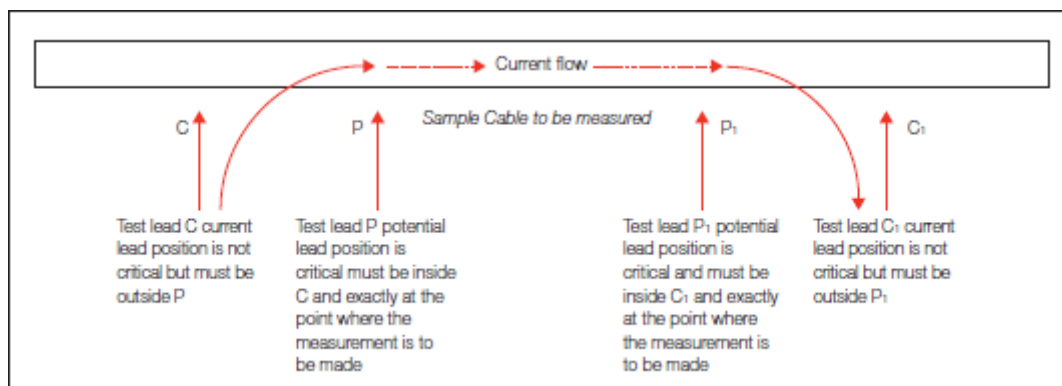 Current flow
Sample Cable to be measured
C
P
P₁
C₁
Test lead C current
lead position is not
critical but must be
outside P
Test lead P potential
lead position is
critical must be inside
C and exactly at the
point where the
measurement is to
be made
Test lead P₁ potential
lead position is
critical and must be
inside C₁ and exactly
at the point where
the measurement is
to be made
Test lead C₁ current
lead position is not
critical but must be
outside P₁